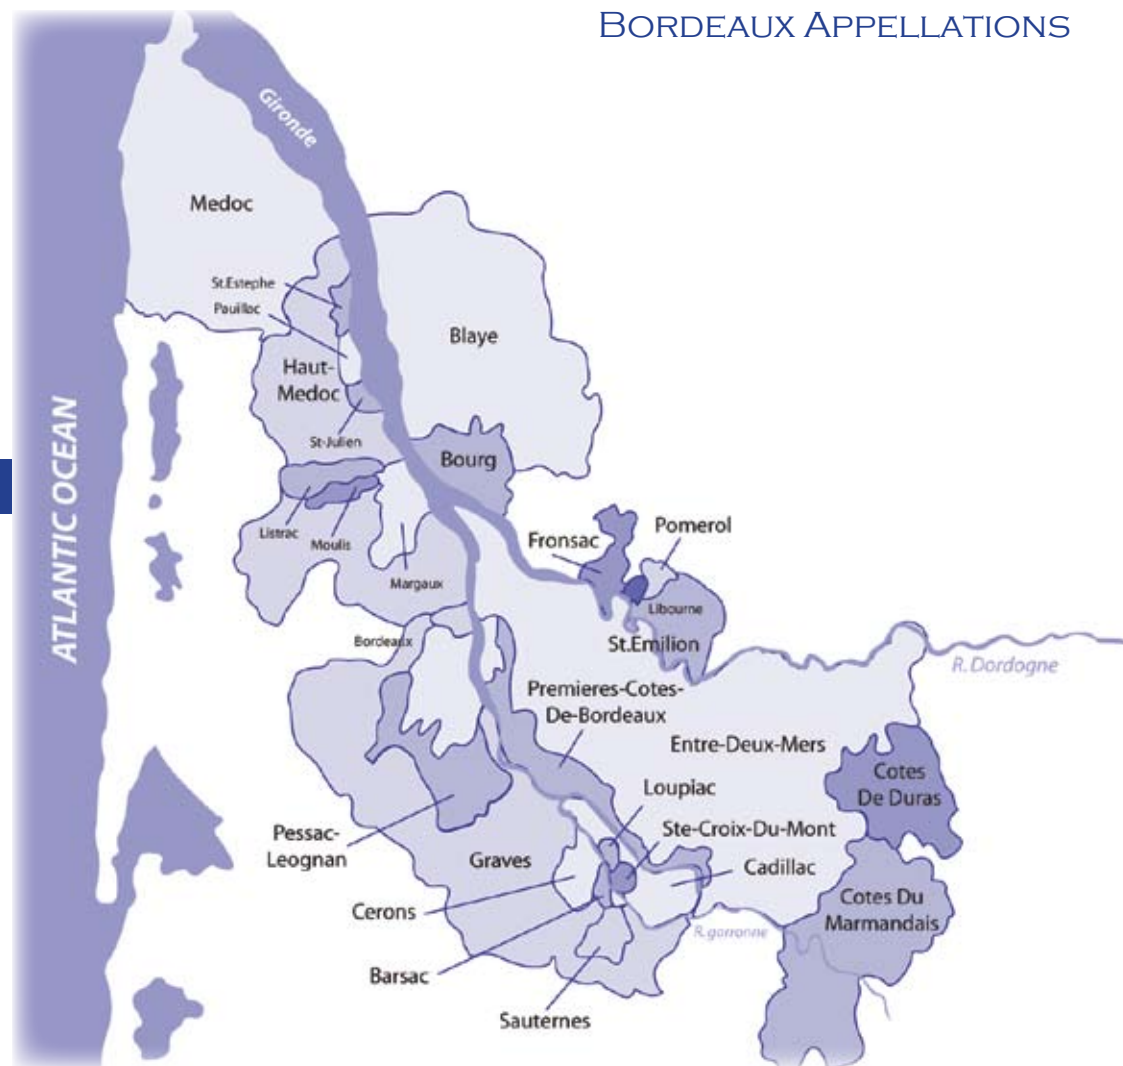 BORDEAUX APPELLATIONS
Gironde
Medoc
St.Estephe
Pauillac
Blaye
Haut-
Medoc
ATLANTIC OCEAN
St-Julien
Bourg
Listrac
Moulis
Fronsac
Pomerol
Margaux
Libourne
Bordeaux
St.Emilion
R. Dordogne
Premieres-Cotes-
De-Bordeaux
Entre-Deux-Mers
Cotes
De Duras
Loupiac
Ste-Croix-Du-Mont
Pessac-
Leognan
Graves
Cadillac
Cerons
Cotes Du
Marmandais
R. garronne
Barsac
Sauternes